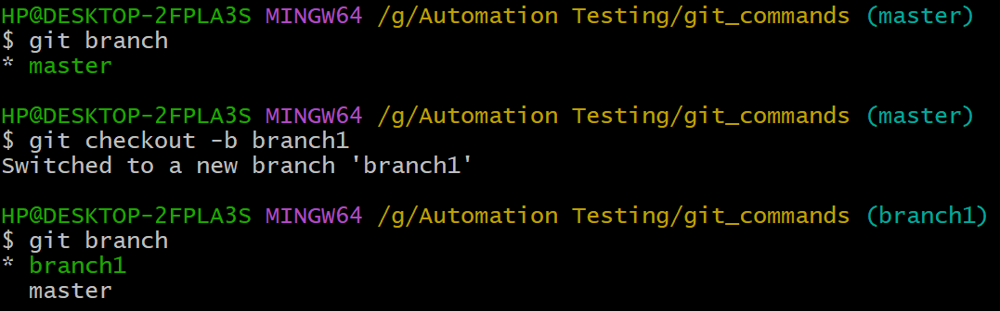 HP@DESKTOP-2FPLA3S MINGW64 /g/Automation Testing/git_commands (master)
$ git branch
* master
HP@DESKTOP-2FPLA3S MINGW64 /g/Automation Testing/git_commands (master)
$ git checkout -b branch1
Switched to a new branch 'branch1'
HP@DESKTOP-2FPLA3S MINGW64 /g/Automation Testing/git_commands (branch1)
$ git branch
* branch1
  master